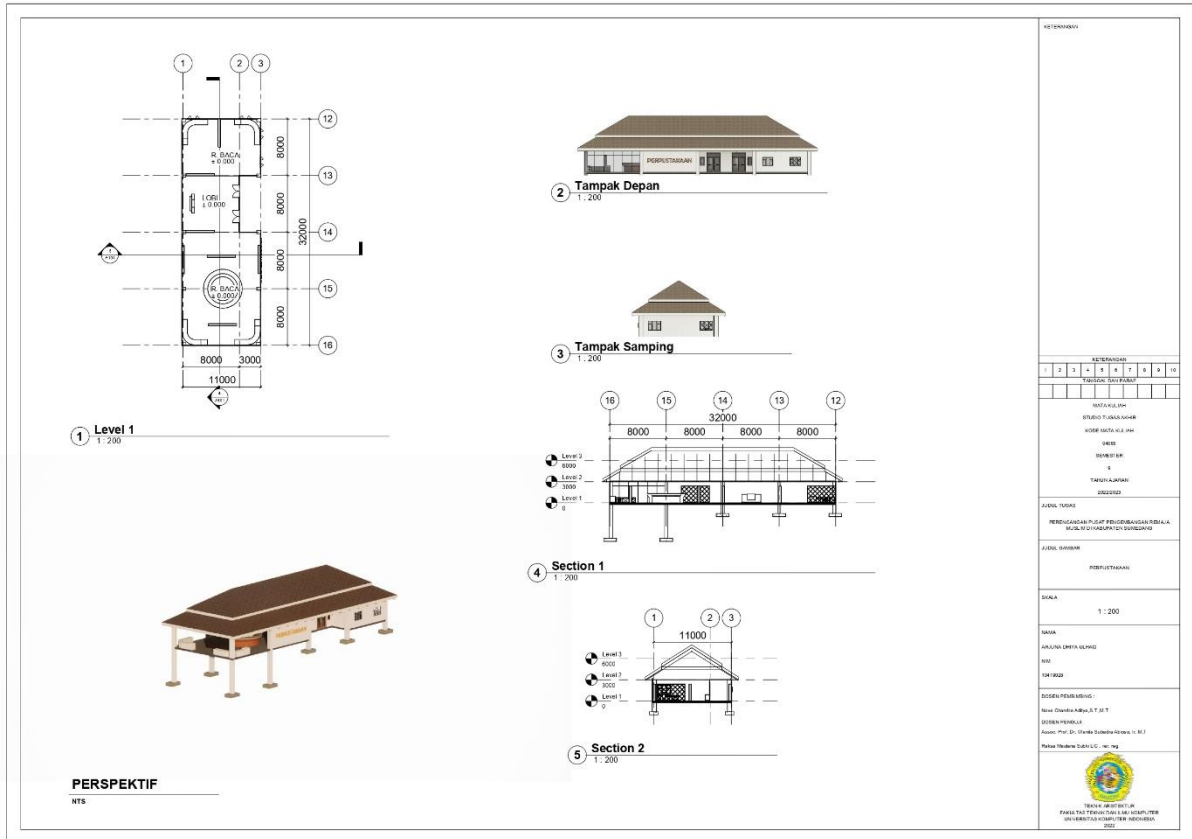 1
2
3
12
13
14
15
16
R. BACA
± 0.000
LOBI
± 0.000
R. BACA
± 0.000
8000
8000
8000
8000
32000
8000
3000
11000
1
Level 1
1 : 200
PERPUSTAKAAN
2
Tampak Depan
1 : 200
3
Tampak Samping
1 : 200
16
15
14
13
12
32000
8000
8000
8000
8000
Level 3
6000
Level 2
3000
Level 1
0
4
Section 1
1 : 200
1
2
3
11000
Level 3
6000
Level 2
3000
Level 1
0
5
Section 2
1 : 200
PERPUSTAKAAN
PERSPEKTIF
NTS
KETERANGAN
KETERANGAN
1 2 3 4 5 6 7 8 9 10
TANGGAL DAN PARAF
MATA KULIAH
STUDIO TUGAS AKHIR
KODE MATA KULIAH
SEMESTER
TAHUN AJARAN
2022/2023
JUDUL TUGAS
PERENCANGAN PUSAT PENGEMBANGAN REMAJA
MUSLIM DI KABUPATEN SUMEDANG
JUDUL GAMBAR
PERPUSTAKAAN
SKALA
1 : 200
NAMA
ARJUNA DHIYA ULHAQ
NIM
DOSEN PEMBIMBING :
DOSEN PENGUJI
TEKNIK ARSITEKTUR
FAKULTAS TEKNIK DAN ILMU KOMPUTER
UNIVERSITAS KOMPUTER INDONESIA